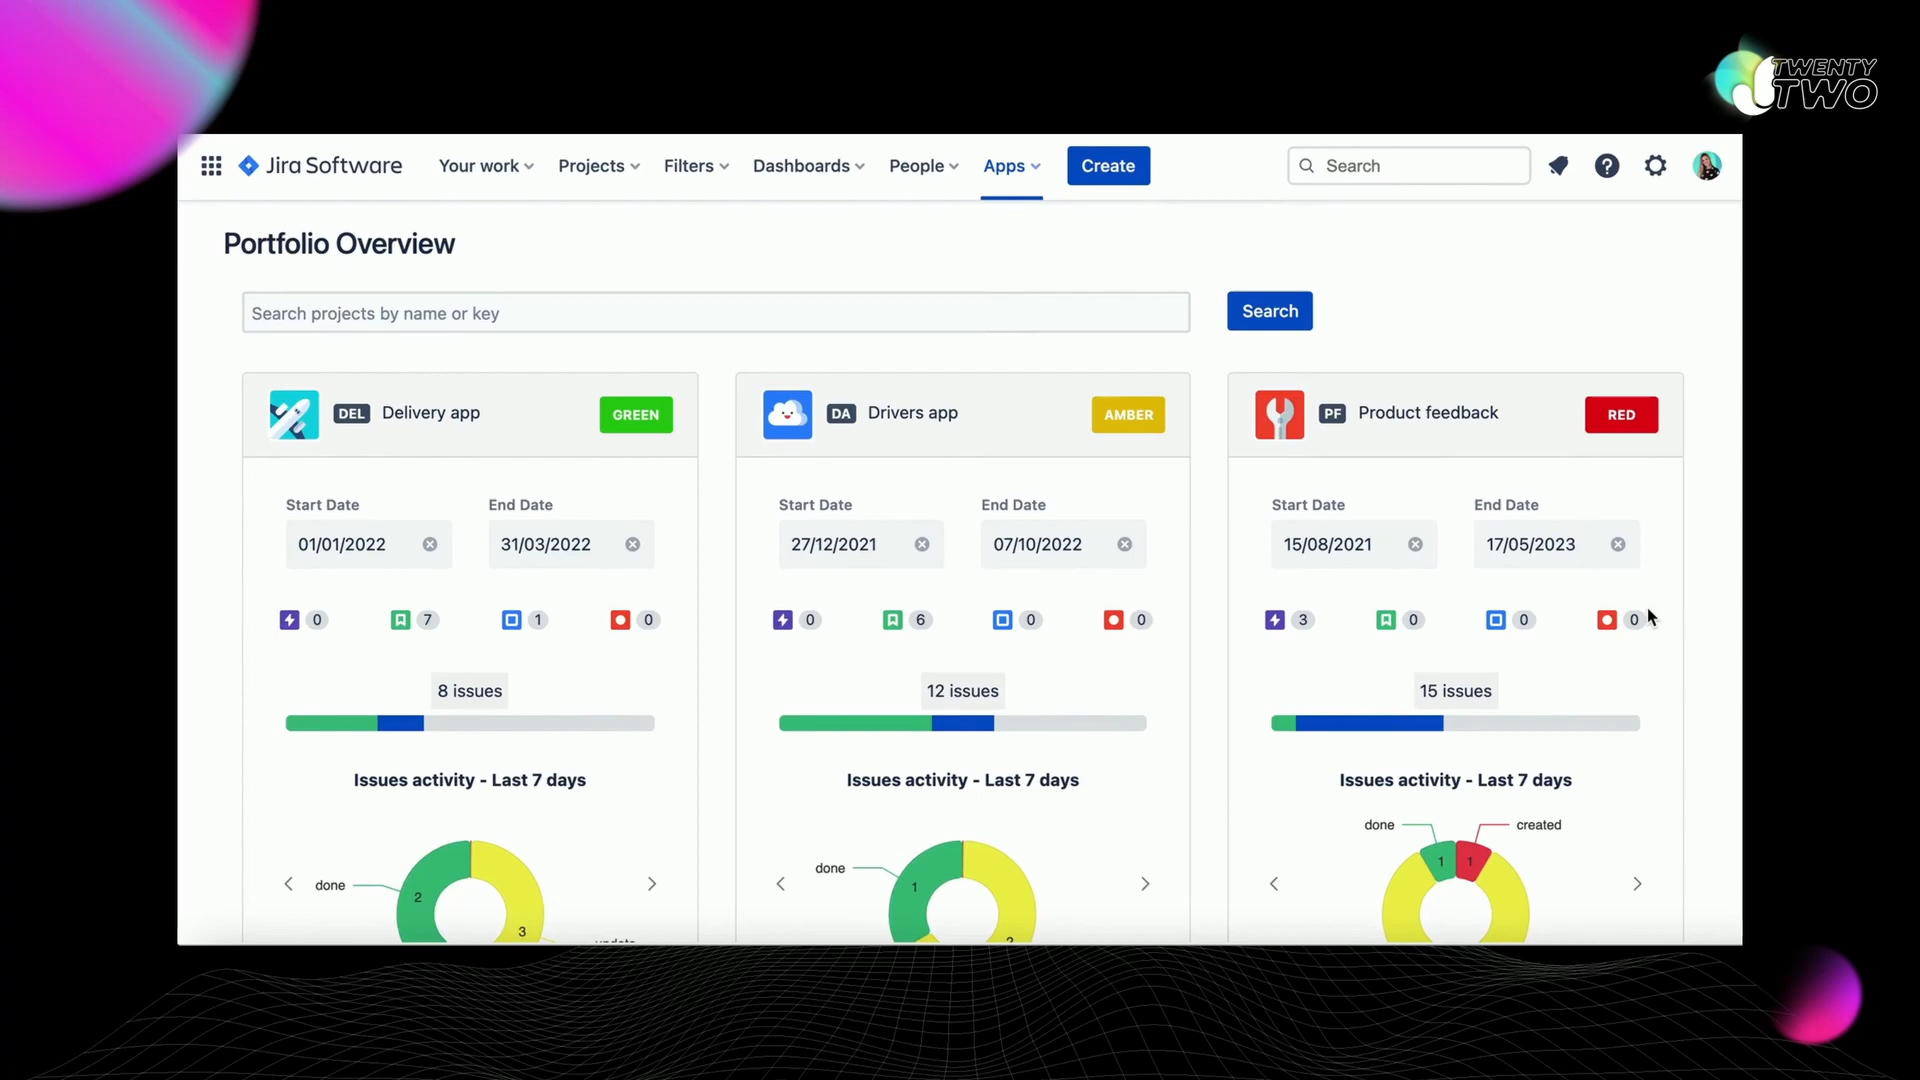 TWENTY
TWO
Jira Software
Your work
Projects
Filters
Dashboards
People
Apps
Create
Search
Portfolio Overview
Search projects by name or key
Search
DEL Delivery app
GREEN
DA Drivers app
AMBER
PF Product feedback
RED
Start Date
End Date
Start Date
End Date
Start Date
End Date
01/01/2022
31/03/2022
27/12/2021
07/10/2022
15/08/2021
17/05/2023
0
7
1
0
0
6
0
0
3
0
0
0
8 issues
12 issues
15 issues
Issues activity - Last 7 days
Issues activity - Last 7 days
Issues activity - Last 7 days
done
created
done
1
1
done
1
2
3